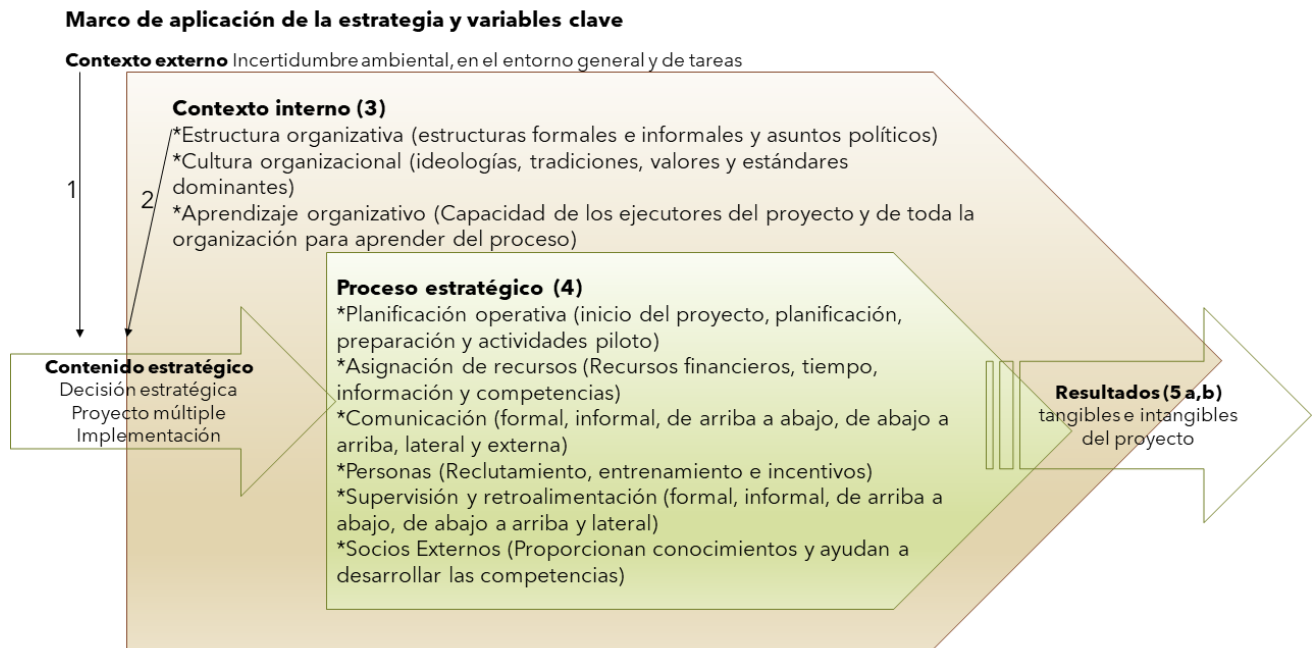 Marco de aplicación de la estrategia y variables clave
Contexto externo Incertidumbre ambiental, en el entorno general y de tareas
Contexto interno (3)
*Estructura organizativa (estructuras formales e informales y asuntos políticos)
*Cultura organizacional (ideologías, tradiciones, valores y estándares
dominantes)
*Aprendizaje organizativo (Capacidad de los ejecutores del proyecto y de toda la
organización para aprender del proceso)
1
2
Contenido estratégico
Decisión estratégica
Proyecto múltiple
Implementación
Proceso estratégico (4)
*Planificación operativa (inicio del proyecto, planificación,
preparación y actividades piloto)
*Asignación de recursos (Recursos financieros, tiempo,
información y competencias)
*Comunicación (formal, informal, de arriba a abajo, de abajo a
arriba, lateral y externa)
*Personas (Reclutamiento, entrenamiento e incentivos)
*Supervisión y retroalimentación (formal, informal, de arriba a
abajo, de abajo a arriba y lateral)
*Socios Externos (Proporcionan conocimientos y ayudan a
desarrollar las competencias)
Resultados (5 a,b)
tangibles e intangibles
del proyecto